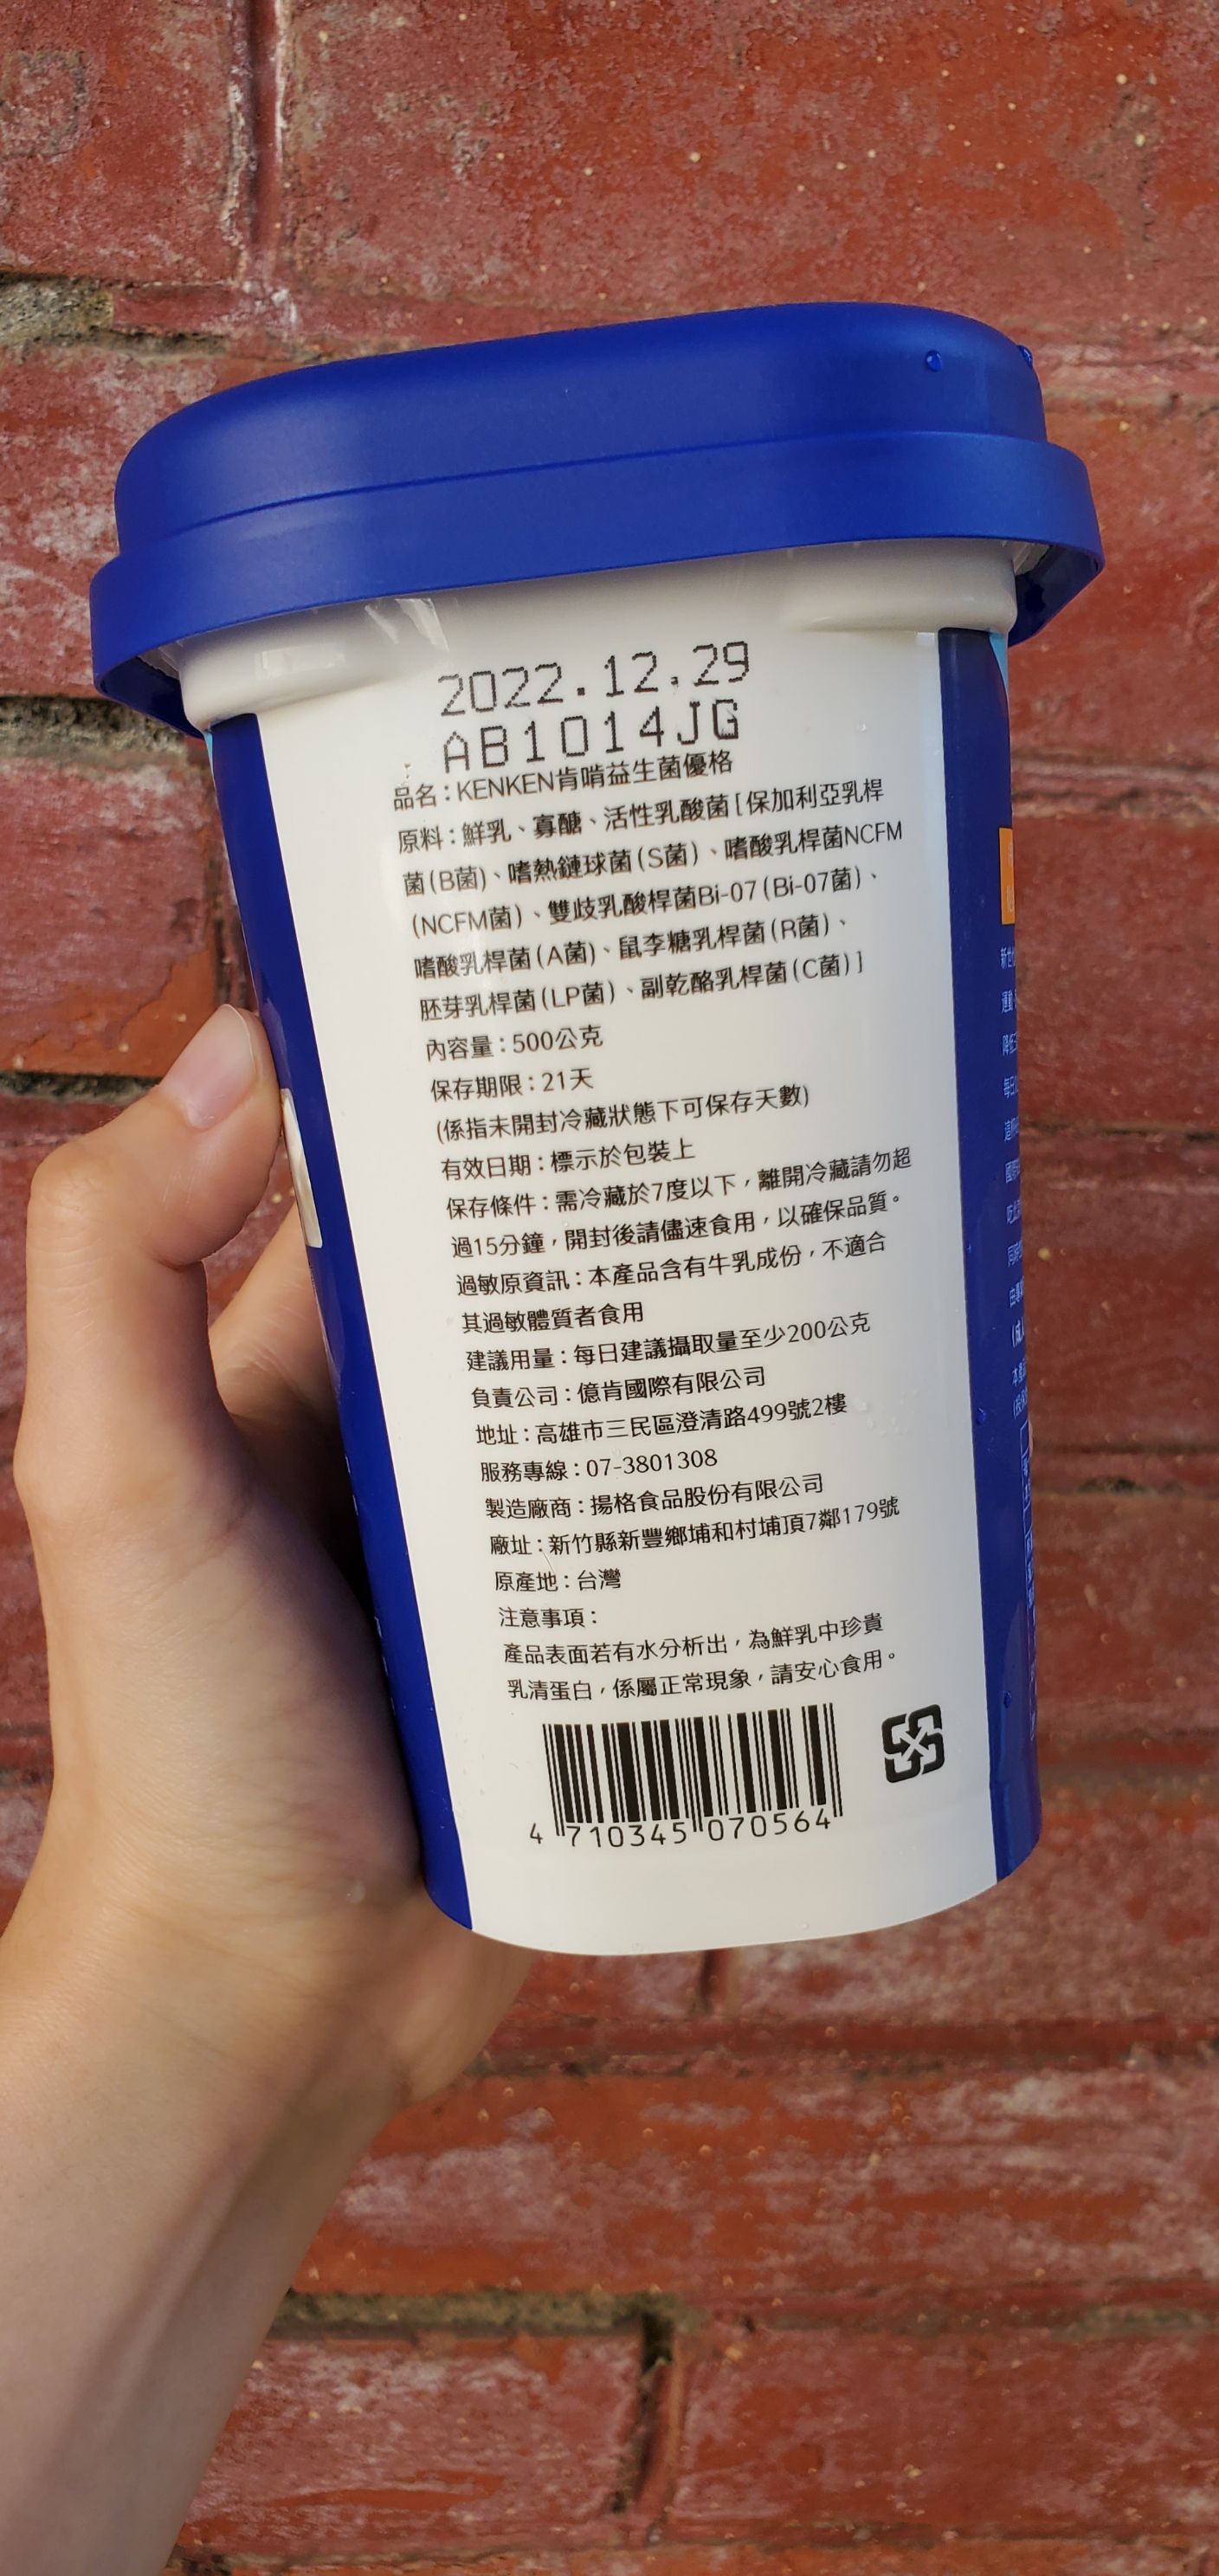 2022.12.29
AB1014JG
品名：KENKEN肯啃益生菌優格
原料：鮮乳、寡醣、活性乳酸菌[保加利亞乳桿
菌(B菌)、嗜熱鏈球菌(S菌)、嗜酸乳桿菌NCFM
(NCFM菌)、雙歧乳酸桿菌Bi-07(Bi-07菌)、
嗜酸乳桿菌(A菌)、鼠李糖乳桿菌(R菌)、
胚芽乳桿菌(LP菌)、副乾酪乳桿菌(C菌)]
內容量：500公克
保存期限：21天
(係指未開封冷藏狀態下可保存天數)
有效日期：標示於包裝上
保存條件：需冷藏於7度以下，離開冷藏請勿超
過15分鐘，開封後請儘速食用，以確保品質。
過敏原資訊：本產品含有牛乳成份，不適合
其過敏體質者食用
建議用量：每日建議攝取量至少200公克
負責公司：億肯國際有限公司
地址：高雄市三民區澄清路499號2樓
服務專線：07-3801308
製造廠商：揚格食品股份有限公司
廠址：新竹縣新豐鄉埔和村埔頂7鄰179號
原產地：台灣
注意事項：
產品表面若有水分析出，為鮮乳中珍貴
乳清蛋白，係屬正常現象，請安心食用。
4 710345 070564